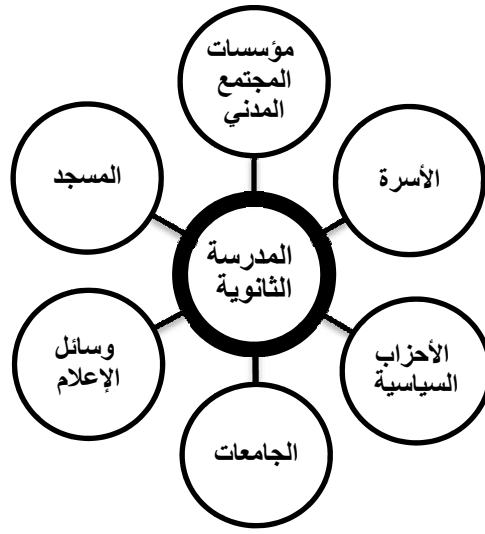 مؤسسات
المجتمع
المدني
الأسرة
المسجد
المدرسة
الثانوية
الأحزاب
السياسية
وسائل
الإعلام
الجامعات